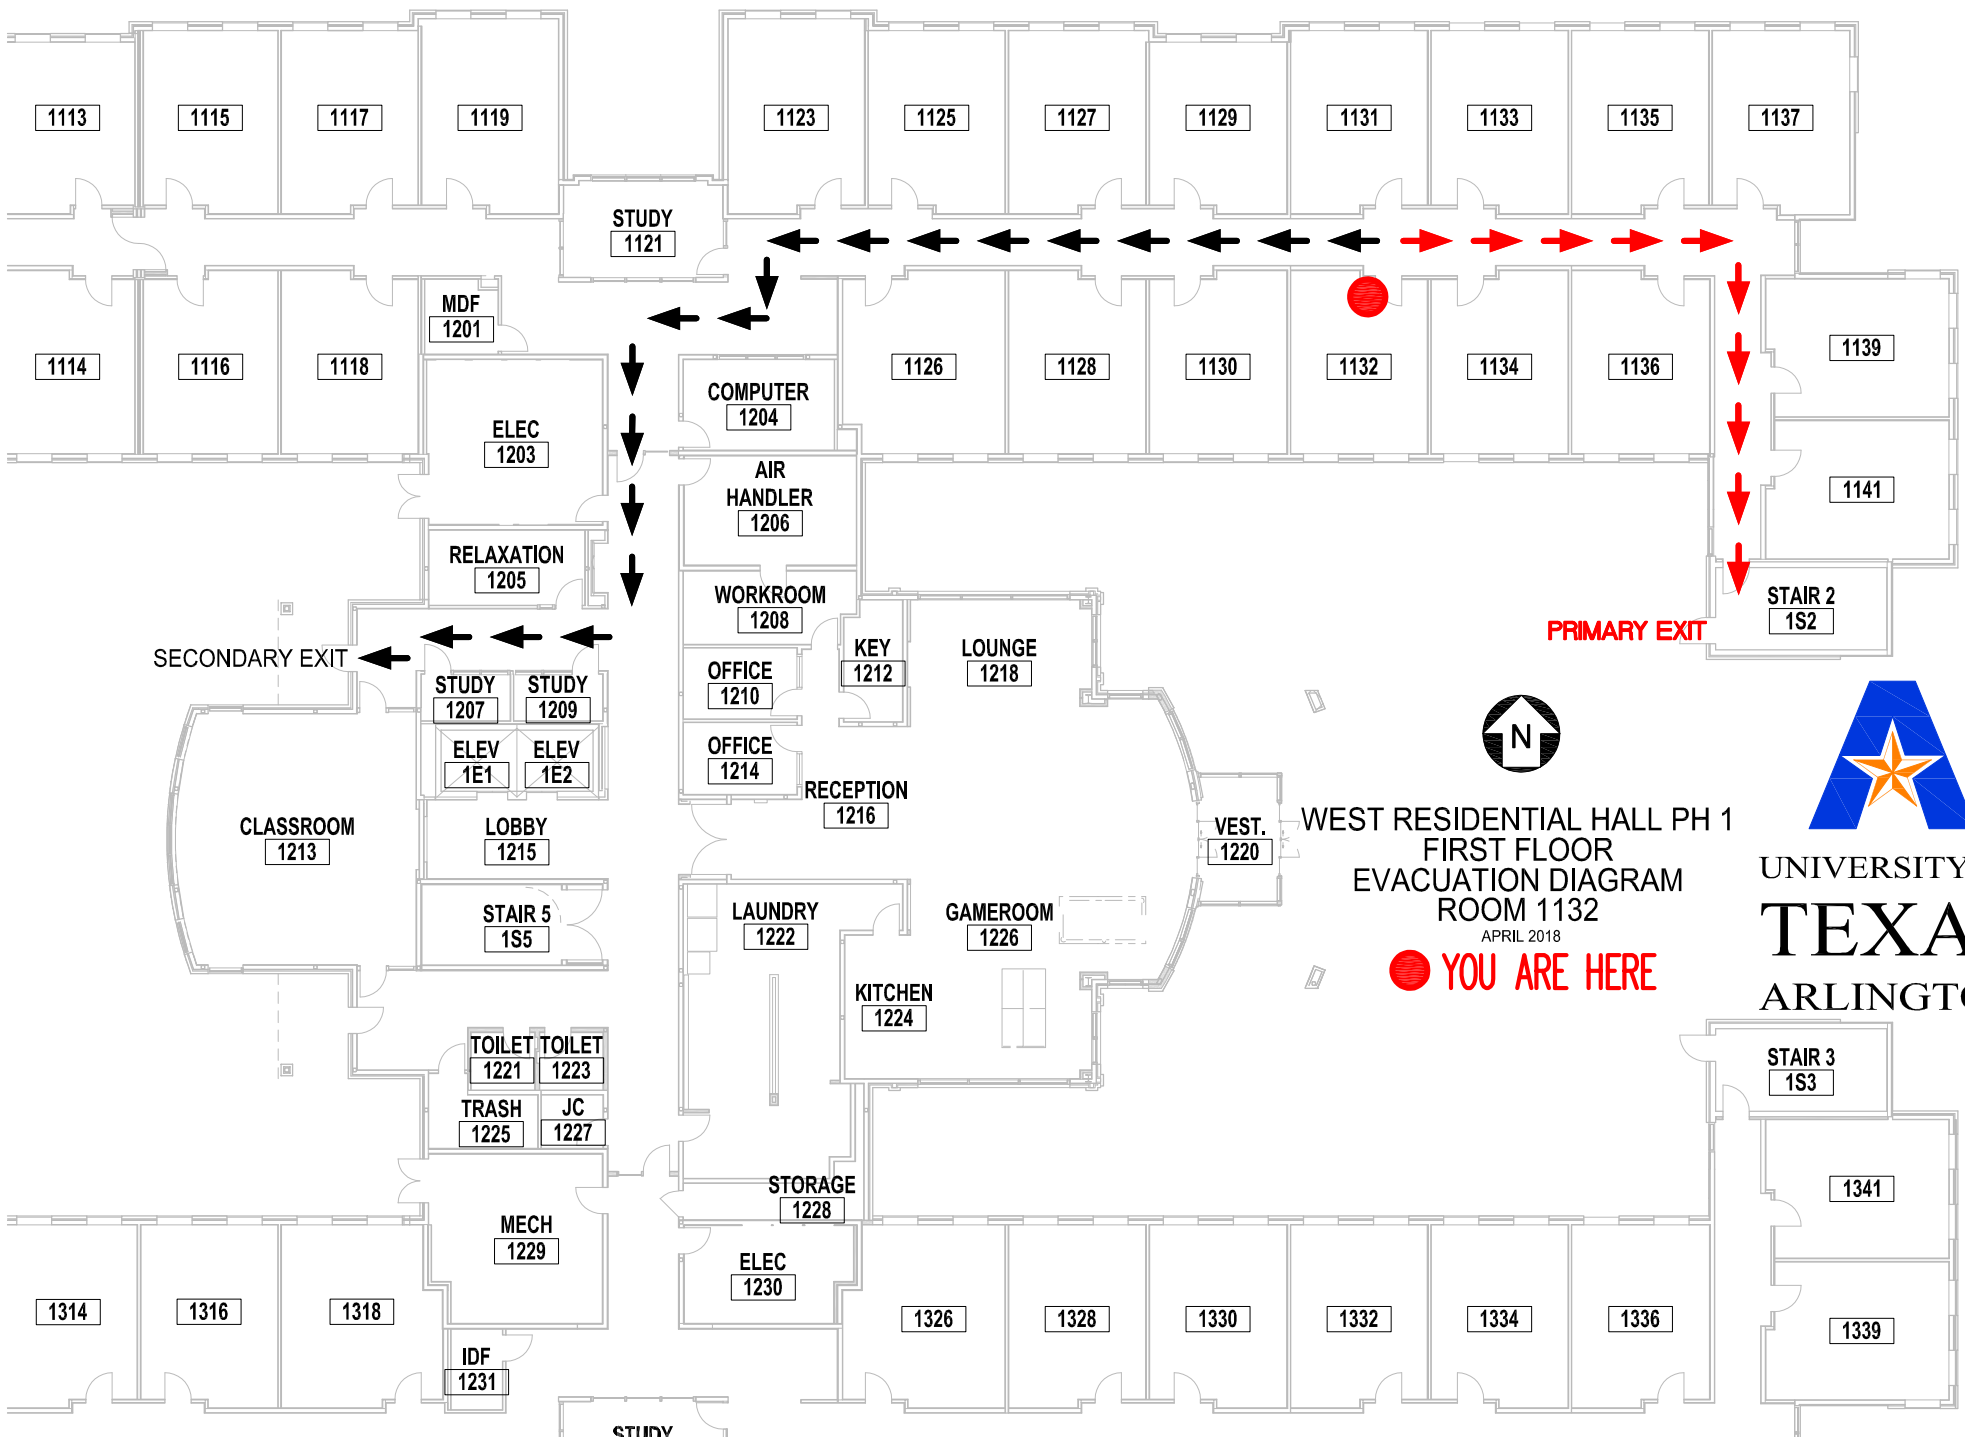 1113
1115
1117
1119
1123
1125
1127
1129
1131
1133
1135
1137
STUDY
1121
MDF
1201
1114
1116
1118
1126
1128
1130
1132
1134
1136
1139
COMPUTER
1204
ELEC
1203
AIR
HANDLER
1206
1141
RELAXATION
1205
WORKROOM
1208
STAIR 2
1S2
PRIMARY EXIT
SECONDARY EXIT
KEY
1212
LOUNGE
1218
OFFICE
1210
STUDY
1207
STUDY
1209
N
ELEV
1E1
ELEV
1E2
OFFICE
1214
RECEPTION
1216
CLASSROOM
1213
LOBBY
1215
VEST.
1220
WEST RESIDENTIAL HALL PH 1
FIRST FLOOR
EVACUATION DIAGRAM
ROOM 1132
APRIL 2018
YOU ARE HERE
UNIVERSITY
TEXA
ARLINGTO
STAIR 5
1S5
LAUNDRY
1222
GAMEROOM
1226
KITCHEN
1224
TOILET
1221
TOILET
1223
STAIR 3
1S3
TRASH
1225
JC
1227
STORAGE
1228
1341
MECH
1229
ELEC
1230
1314
1316
1318
1326
1328
1330
1332
1334
1336
1339
IDF
1231
STUDY